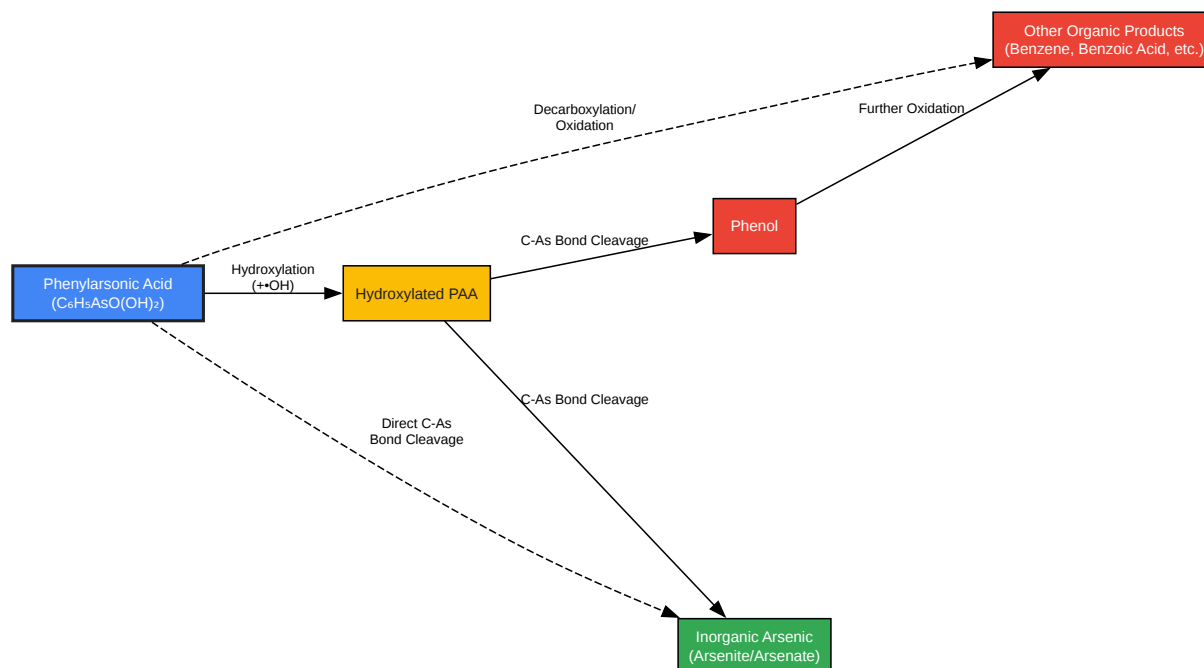 Other Organic Products
(Benzene, Benzoic Acid, etc.)
Decarboxylation/
Oxidation
Further Oxidation
Phenol
C-As Bond Cleavage
Hydroxylation
(+•OH)
Phenylarsonic Acid
(C₆H₅AsO(OH)₂)
Hydroxylated PAA
C-As Bond Cleavage
Direct C-As
Bond Cleavage
Inorganic Arsenic
(Arsenite/Arsenate)